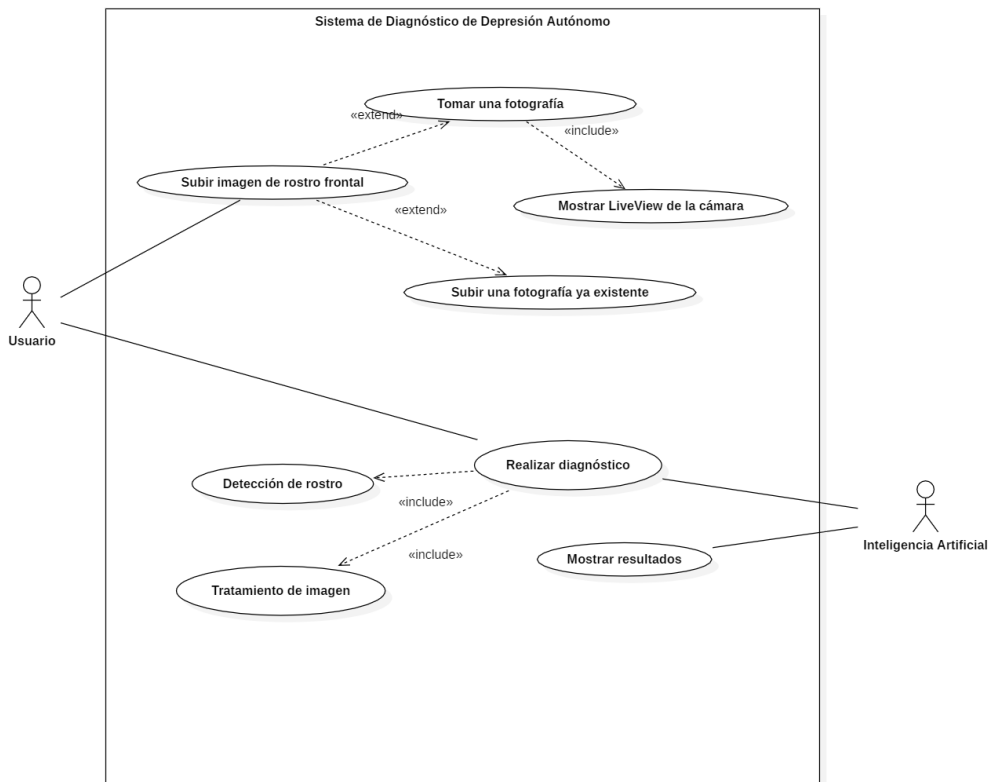 Sistema de Diagnóstico de Depresión Autónomo
Tomar una fotografía
«extend»
«include»
Subir imagen de rostro frontal
Mostrar LiveView de la cámara
«extend»
Subir una fotografía ya existente
Usuario
Realizar diagnóstico
Detección de rostro
«include»
Inteligencia Artificial
«include»
Mostrar resultados
Tratamiento de imagen